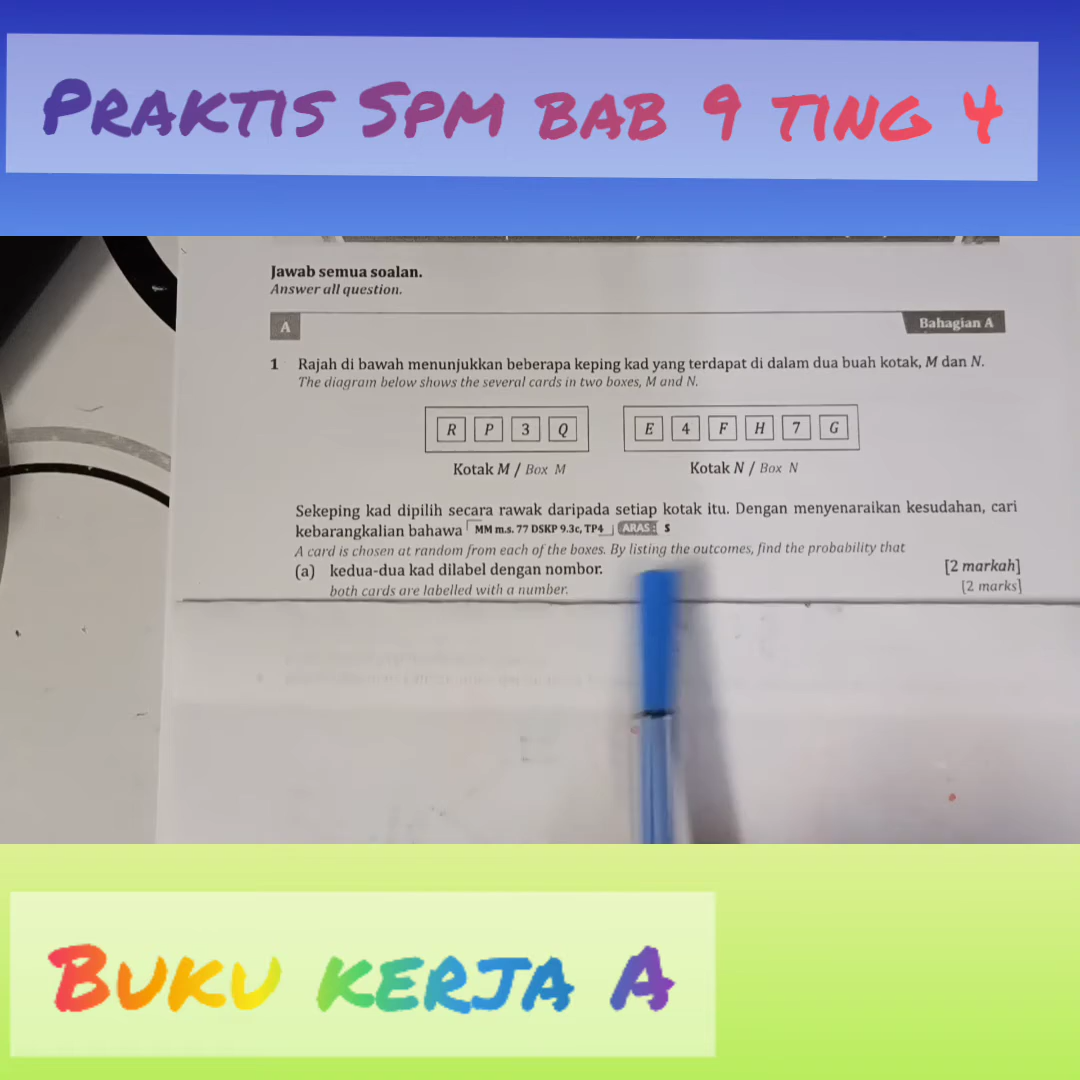 PRAKTIS SPM BAB 9 TING 4
Jawab semua soalan.
Answer all question.
A
Bahagian A
1 Rajah di bawah menunjukkan beberapa keping kad yang terdapat di dalam dua buah kotak, M dan N.
The diagram below shows the several cards in two boxes, M and N.
R P 3 Q E 4 F H 7 G
Kotak M / Box M Kotak N / Box N
Sekeping kad dipilih secara rawak daripada setiap kotak itu. Dengan menyenaraikan kesudahan, cari
kebarangkalian bahawa MM m.s. 77 DSKP 9.3c, TP4 ARAS : S
A card is chosen at random from each of the boxes. By listing the outcomes, find the probability that
(a) kedua-dua kad dilabel dengan nombor. [2 markah]
both cards are labelled with a number. [2 marks]
BUKU KERJA A